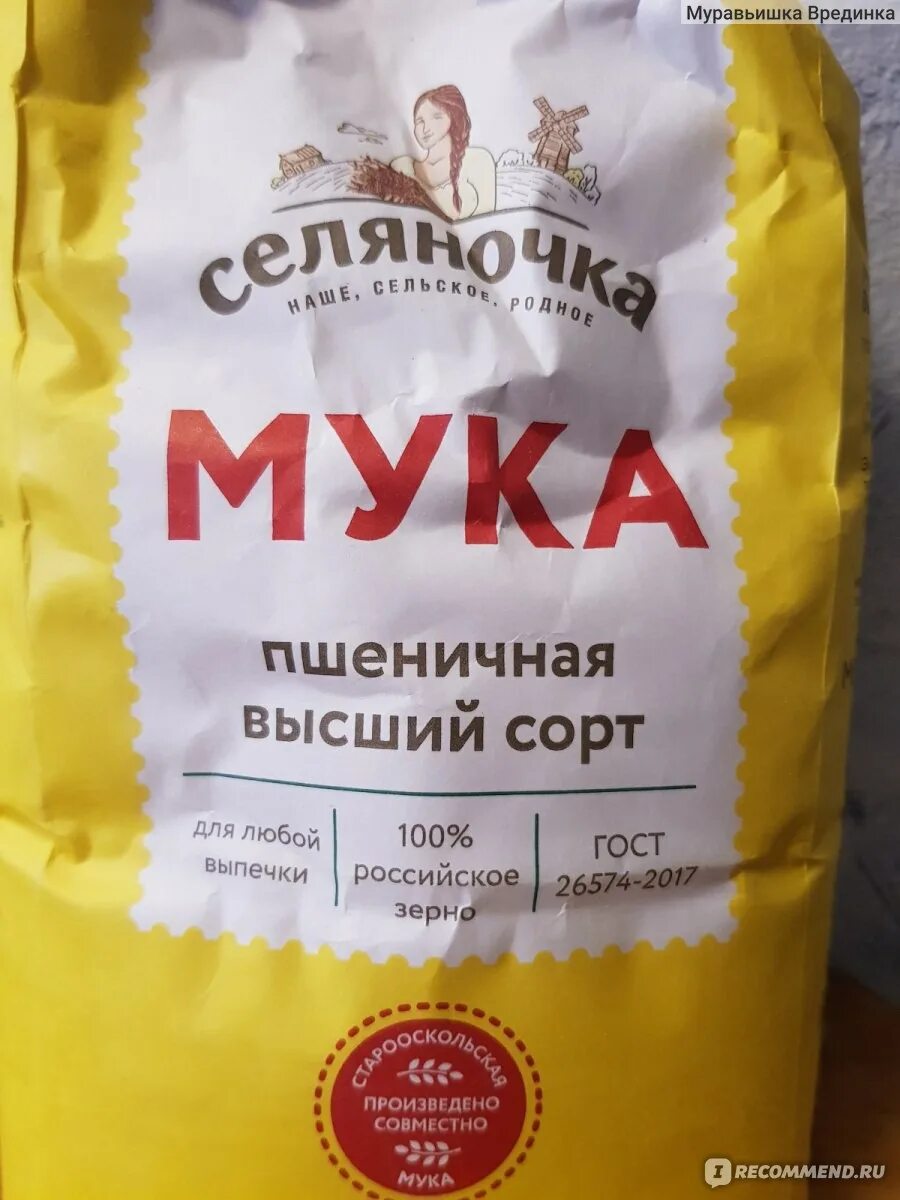 Муравьишка Врединка
селяночка
НАШЕ, СЕЛЬСКОЕ, РОДНОЕ
МУКА
пшеничная
высший сорт
для любой
выпечки
100%
российское
зерно
ГОСТ
26574-2017
СТАРООСКОЛЬСКАЯ
ПРОИЗВЕДЕНО
СОВМЕСТНО
МУКА
IRECOMMEND.RU